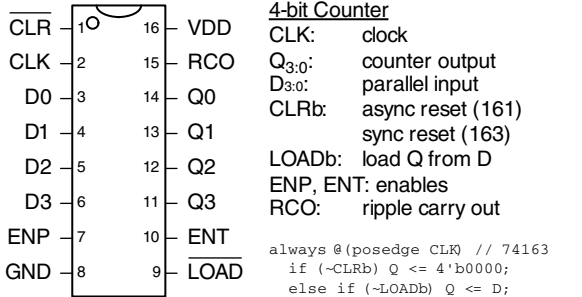 CLR 1 16 VDD
CLK 2 15 RCO
D0 3 14 Q0
D1 4 13 Q1
D2 5 12 Q2
D3 6 11 Q3
ENP 7 10 ENT
GND 8 9 LOAD
4-bit Counter
CLK: clock
Q3:0: counter output
D3:0: parallel input
CLRb: async reset (161)
sync reset (163)
LOADb: load Q from D
ENP, ENT: enables
RCO: ripple carry out
always @(posedge CLK) // 74163
if (~CLRb) Q <= 4'b0000;
else if (~LOADb) Q <= D;